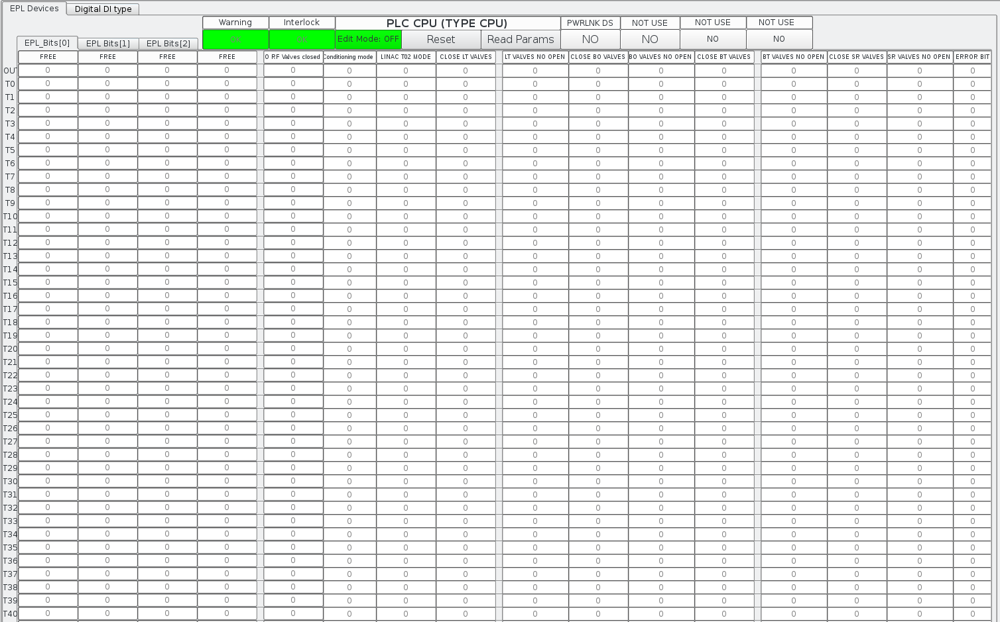 EPL Devices Digital DI type
Warning Interlock PLC CPU (TYPE CPU) PWRLNK DS NOT USE NOT USE NOT USE
OK OK Edit Mode: OFF Reset Read Params NO NO NO NO
EPL_Bits[0] EPL Bits[1] EPL Bits[2]
FREE FREE FREE FREE O RF Valves closed Conditioning mode LINAC T02 MODE CLOSE LT VALVES LT VALVES NO OPEN CLOSE BO VALVES BO VALVES NO OPEN CLOSE BT VALVES BT VALVES NO OPEN CLOSE SR VALVES SR VALVES NO OPEN ERROR BIT
OUT 0 0 0 0 0 0 0 0 0 0 0 0 0 0 0 0
T0 0 0 0 0 0 0 0 0 0 0 0 0 0 0 0 0
T1 0 0 0 0 0 0 0 0 0 0 0 0 0 0 0 0
T2 0 0 0 0 0 0 0 0 0 0 0 0 0 0 0 0
T3 0 0 0 0 0 0 0 0 0 0 0 0 0 0 0 0
T4 0 0 0 0 0 0 0 0 0 0 0 0 0 0 0 0
T5 0 0 0 0 0 0 0 0 0 0 0 0 0 0 0 0
T6 0 0 0 0 0 0 0 0 0 0 0 0 0 0 0 0
T7 0 0 0 0 0 0 0 0 0 0 0 0 0 0 0 0
T8 0 0 0 0 0 0 0 0 0 0 0 0 0 0 0 0
T9 0 0 0 0 0 0 0 0 0 0 0 0 0 0 0 0
T10 0 0 0 0 0 0 0 0 0 0 0 0 0 0 0 0
T11 0 0 0 0 0 0 0 0 0 0 0 0 0 0 0 0
T12 0 0 0 0 0 0 0 0 0 0 0 0 0 0 0 0
T13 0 0 0 0 0 0 0 0 0 0 0 0 0 0 0 0
T14 0 0 0 0 0 0 0 0 0 0 0 0 0 0 0 0
T15 0 0 0 0 0 0 0 0 0 0 0 0 0 0 0 0
T16 0 0 0 0 0 0 0 0 0 0 0 0 0 0 0 0
T17 0 0 0 0 0 0 0 0 0 0 0 0 0 0 0 0
T18 0 0 0 0 0 0 0 0 0 0 0 0 0 0 0 0
T19 0 0 0 0 0 0 0 0 0 0 0 0 0 0 0 0
T20 0 0 0 0 0 0 0 0 0 0 0 0 0 0 0 0
T21 0 0 0 0 0 0 0 0 0 0 0 0 0 0 0 0
T22 0 0 0 0 0 0 0 0 0 0 0 0 0 0 0 0
T23 0 0 0 0 0 0 0 0 0 0 0 0 0 0 0 0
T24 0 0 0 0 0 0 0 0 0 0 0 0 0 0 0 0
T25 0 0 0 0 0 0 0 0 0 0 0 0 0 0 0 0
T26 0 0 0 0 0 0 0 0 0 0 0 0 0 0 0 0
T27 0 0 0 0 0 0 0 0 0 0 0 0 0 0 0 0
T28 0 0 0 0 0 0 0 0 0 0 0 0 0 0 0 0
T29 0 0 0 0 0 0 0 0 0 0 0 0 0 0 0 0
T30 0 0 0 0 0 0 0 0 0 0 0 0 0 0 0 0
T31 0 0 0 0 0 0 0 0 0 0 0 0 0 0 0 0
T32 0 0 0 0 0 0 0 0 0 0 0 0 0 0 0 0
T33 0 0 0 0 0 0 0 0 0 0 0 0 0 0 0 0
T34 0 0 0 0 0 0 0 0 0 0 0 0 0 0 0 0
T35 0 0 0 0 0 0 0 0 0 0 0 0 0 0 0 0
T36 0 0 0 0 0 0 0 0 0 0 0 0 0 0 0 0
T37 0 0 0 0 0 0 0 0 0 0 0 0 0 0 0 0
T38 0 0 0 0 0 0 0 0 0 0 0 0 0 0 0 0
T39 0 0 0 0 0 0 0 0 0 0 0 0 0 0 0 0
T40 0 0 0 0 0 0 0 0 0 0 0 0 0 0 0 0